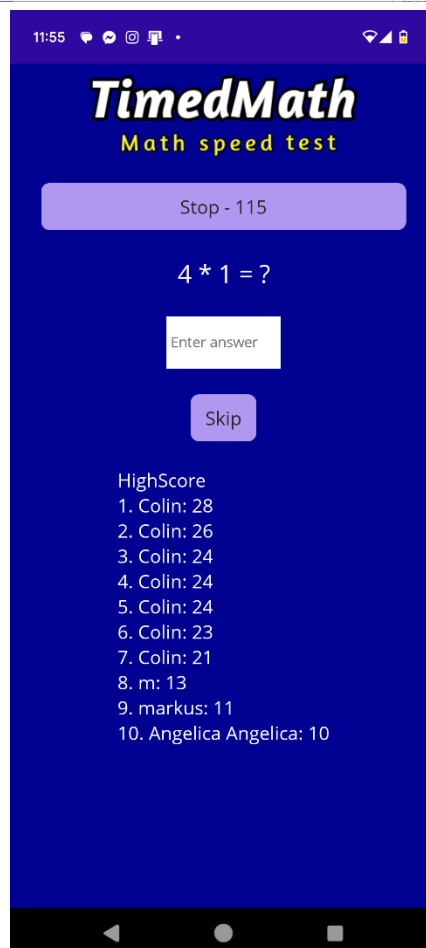 11:55
TimedMath
Math speed test
Stop - 115
4 * 1 = ?
Enter answer
Skip
HighScore
1. Colin: 28
2. Colin: 26
3. Colin: 24
4. Colin: 24
5. Colin: 24
6. Colin: 23
7. Colin: 21
8. m: 13
9. markus: 11
10. Angelica Angelica: 10